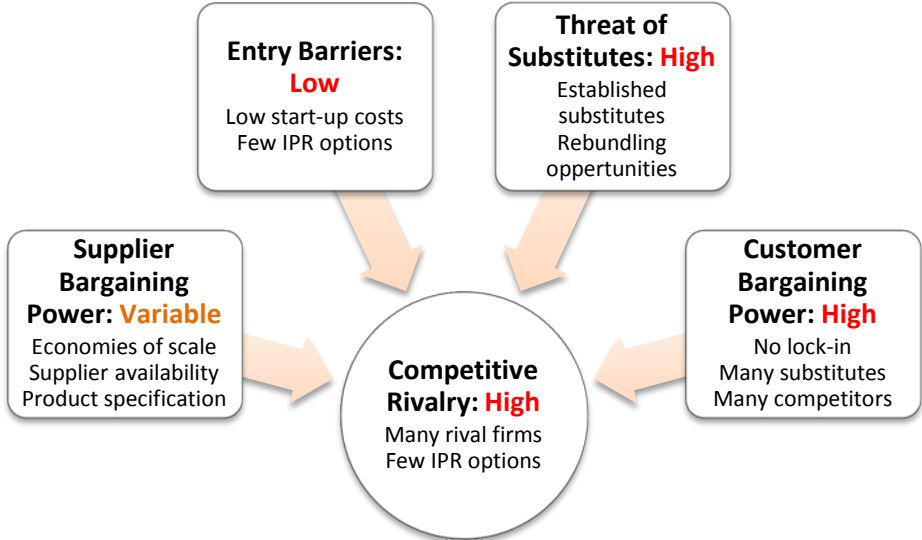 Entry Barriers:
Low
Low start-up costs
Few IPR options
Threat of
Substitutes: High
Established
substitutes
Rebundling
oppertunities
Supplier
Bargaining
Power: Variable
Economies of scale
Supplier availability
Product specification
Competitive
Rivalry: High
Many rival firms
Few IPR options
Customer
Bargaining
Power: High
No lock-in
Many substitutes
Many competitors